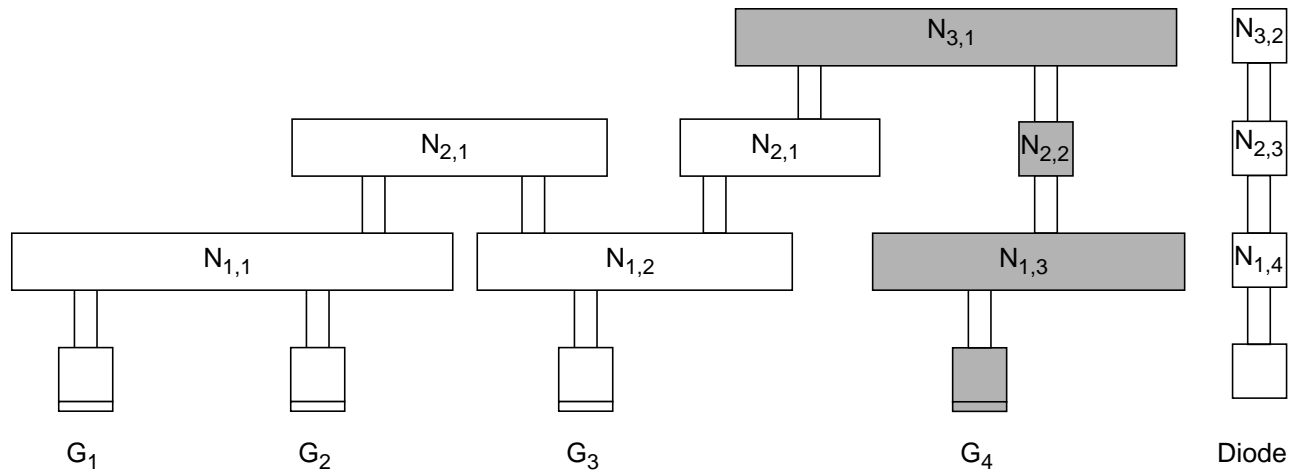 N3,1 N3,2
N2,1 N2,1 N2,2 N2,3
N1,1 N1,2 N1,3 N1,4
G1 G2 G3 G4 Diode